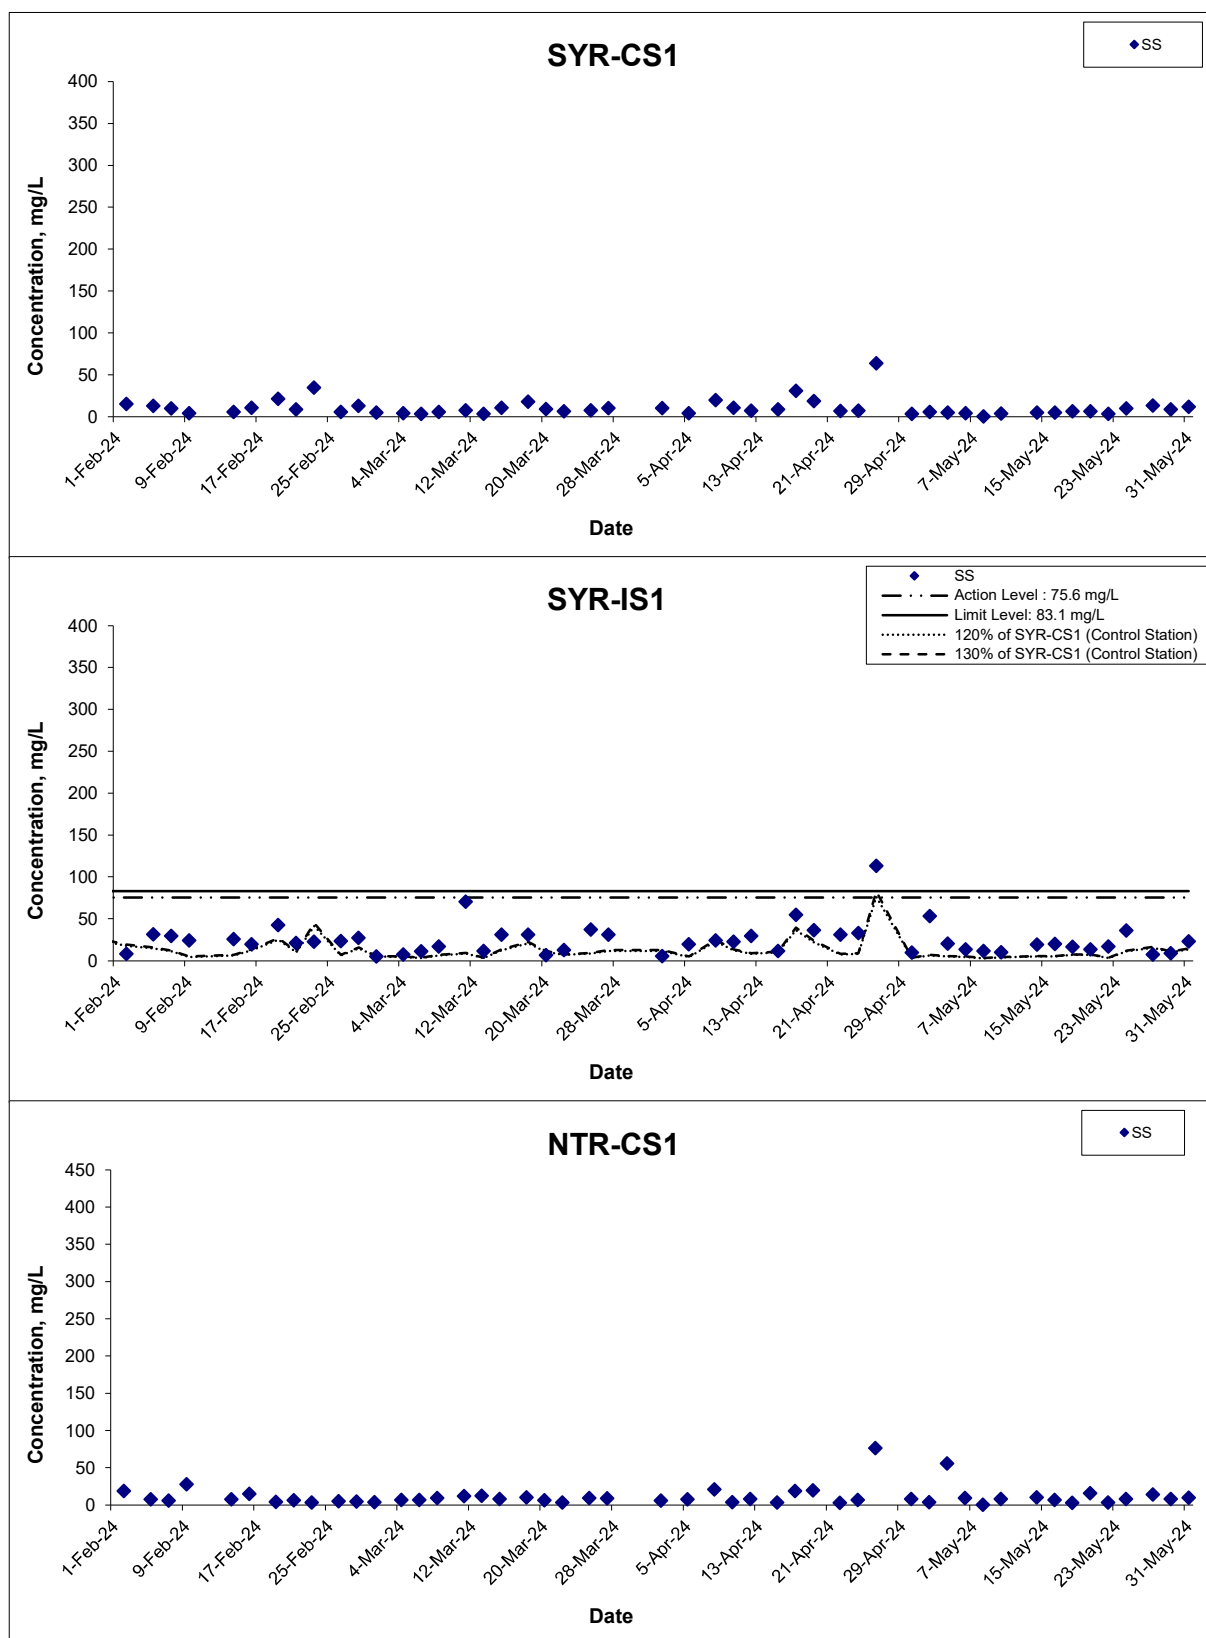 SYR-CS1
SS
400
350
300
250
200
150
100
50
0
Concentration, mg/L
1-Feb-24
9-Feb-24
17-Feb-24
25-Feb-24
4-Mar-24
12-Mar-24
20-Mar-24
28-Mar-24
5-Apr-24
13-Apr-24
21-Apr-24
29-Apr-24
7-May-24
15-May-24
23-May-24
31-May-24
Date
SYR-IS1
SS
Action Level : 75.6 mg/L
Limit Level: 83.1 mg/L
120% of SYR-CS1 (Control Station)
130% of SYR-CS1 (Control Station)
400
350
300
250
200
150
100
50
0
Concentration, mg/L
1-Feb-24
9-Feb-24
17-Feb-24
25-Feb-24
4-Mar-24
12-Mar-24
20-Mar-24
28-Mar-24
5-Apr-24
13-Apr-24
21-Apr-24
29-Apr-24
7-May-24
15-May-24
23-May-24
31-May-24
Date
NTR-CS1
SS
450
400
350
300
250
200
150
100
50
0
Concentration, mg/L
1-Feb-24
9-Feb-24
17-Feb-24
25-Feb-24
4-Mar-24
12-Mar-24
20-Mar-24
28-Mar-24
5-Apr-24
13-Apr-24
21-Apr-24
29-Apr-24
7-May-24
15-May-24
23-May-24
31-May-24
Date